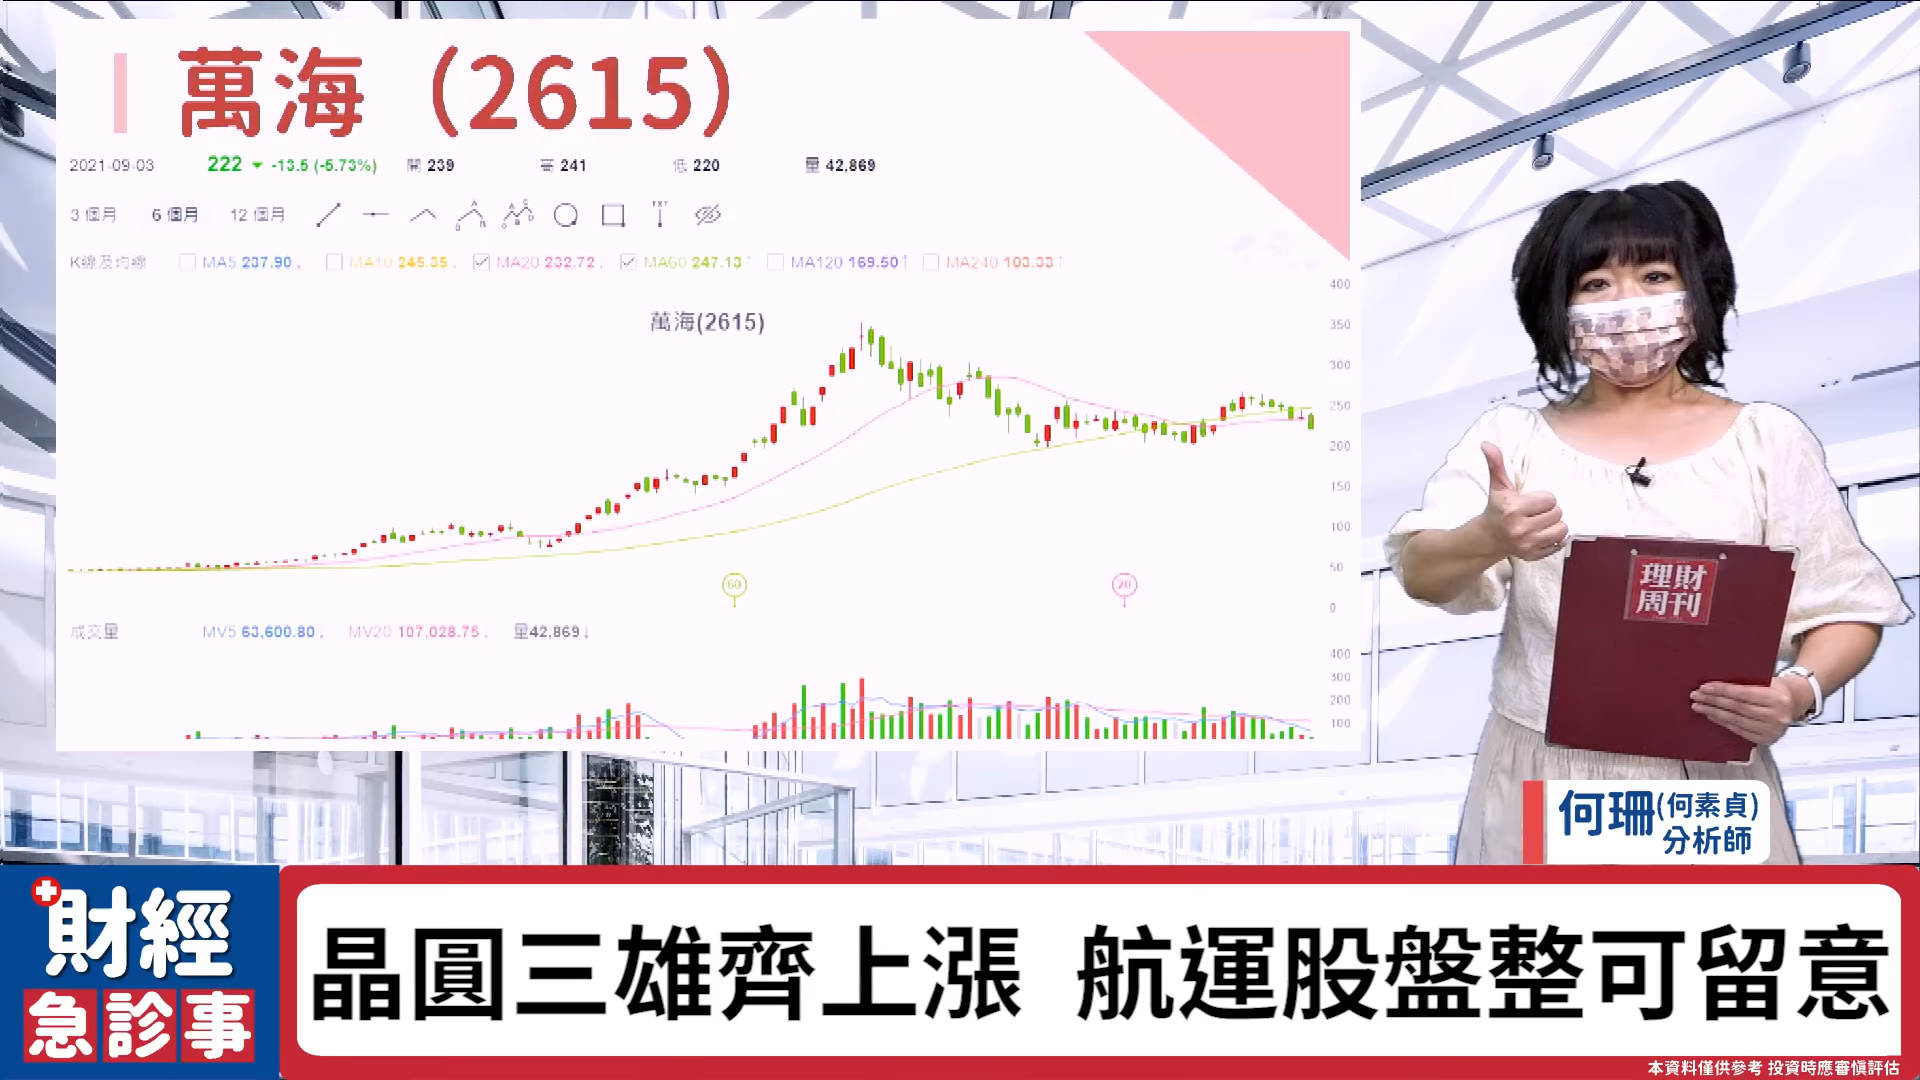 萬海（2615）
2021-09-03 222 ▼ -13.5 (-5.73%) 開 239 高 241 低 220 量 42,869
3 個月 6 個月 12 個月
K線及均線 MA5 237.90↓ MA10 245.35↓ MA20 232.72↓ MA60 247.13↑ MA120 169.50↑ MA240 103.33↑
萬海(2615)
400
350
300
250
200
150
100
50
0
60
20
成交量 MV5 63,600.80↓ MV20 107,028.75↓ 量42,869↓
400
300
200
100
理財
周刊
何珊(何素貞)
分析師
財經
急診事
晶圓三雄齊上漲 航運股盤整可留意
本資料僅供參考 投資時應審慎評估